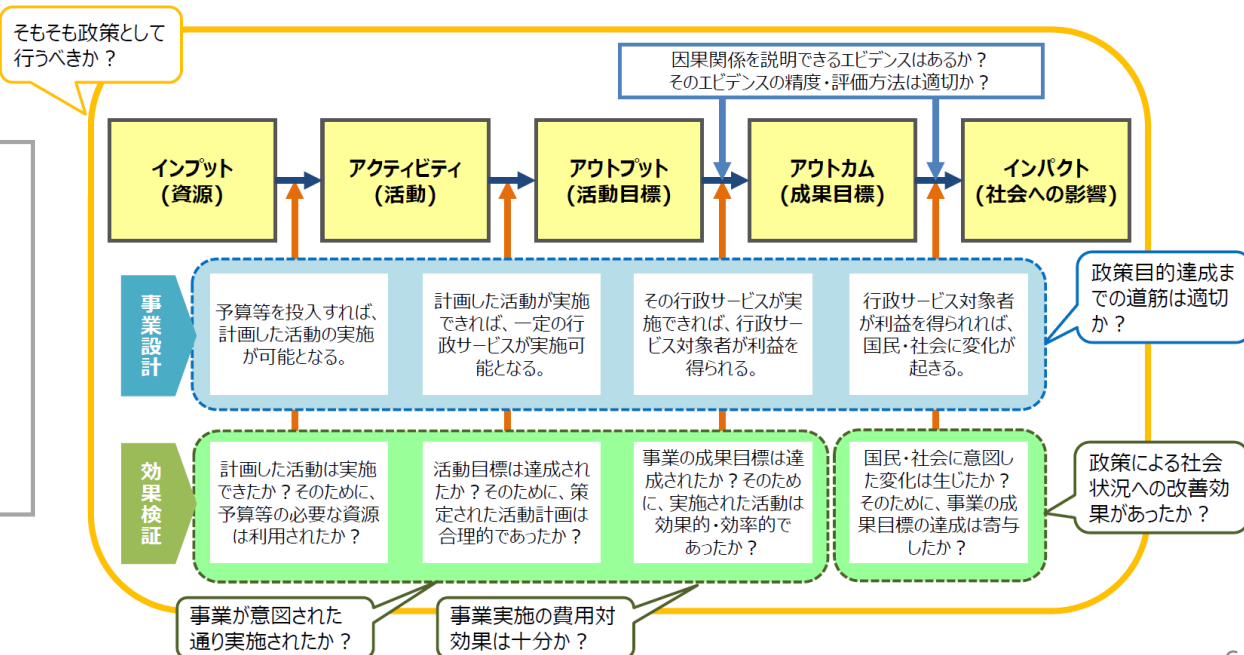 そもそも政策として
行うべきか？
因果関係を説明できるエビデンスはあるか？
そのエビデンスの精度・評価方法は適切か？
インプット
(資源)
アクティビティ
(活動)
アウトプット
(活動目標)
アウトカム
(成果目標)
インパクト
(社会への影響)
事業設計
予算等を投入すれば、
計画した活動の実施
が可能となる。
計画した活動が実施
できれば、一定の行
政サービスが実施可
能となる。
その行政サービスが実
施できれば、行政サー
ビス対象者が利益を
得られる。
行政サービス対象者
が利益を得られれば、
国民・社会に変化が
起きる。
政策目的達成ま
での道筋は適切
か？
効果検証
計画した活動は実施
できたか？そのために、
予算等の必要な資源
は利用されたか？
活動目標は達成され
たか？そのために、策
定された活動計画は
合理的であったか？
事業の成果目標は達
成されたか？そのため
に、実施された活動は
効果的・効率的で
あったか？
国民・社会に意図し
た変化は生じたか？
そのために、事業の成
果目標の達成は寄与
したか？
政策による社会
状況への改善効
果があったか？
事業が意図された
通り実施されたか？
事業実施の費用対
効果は十分か？